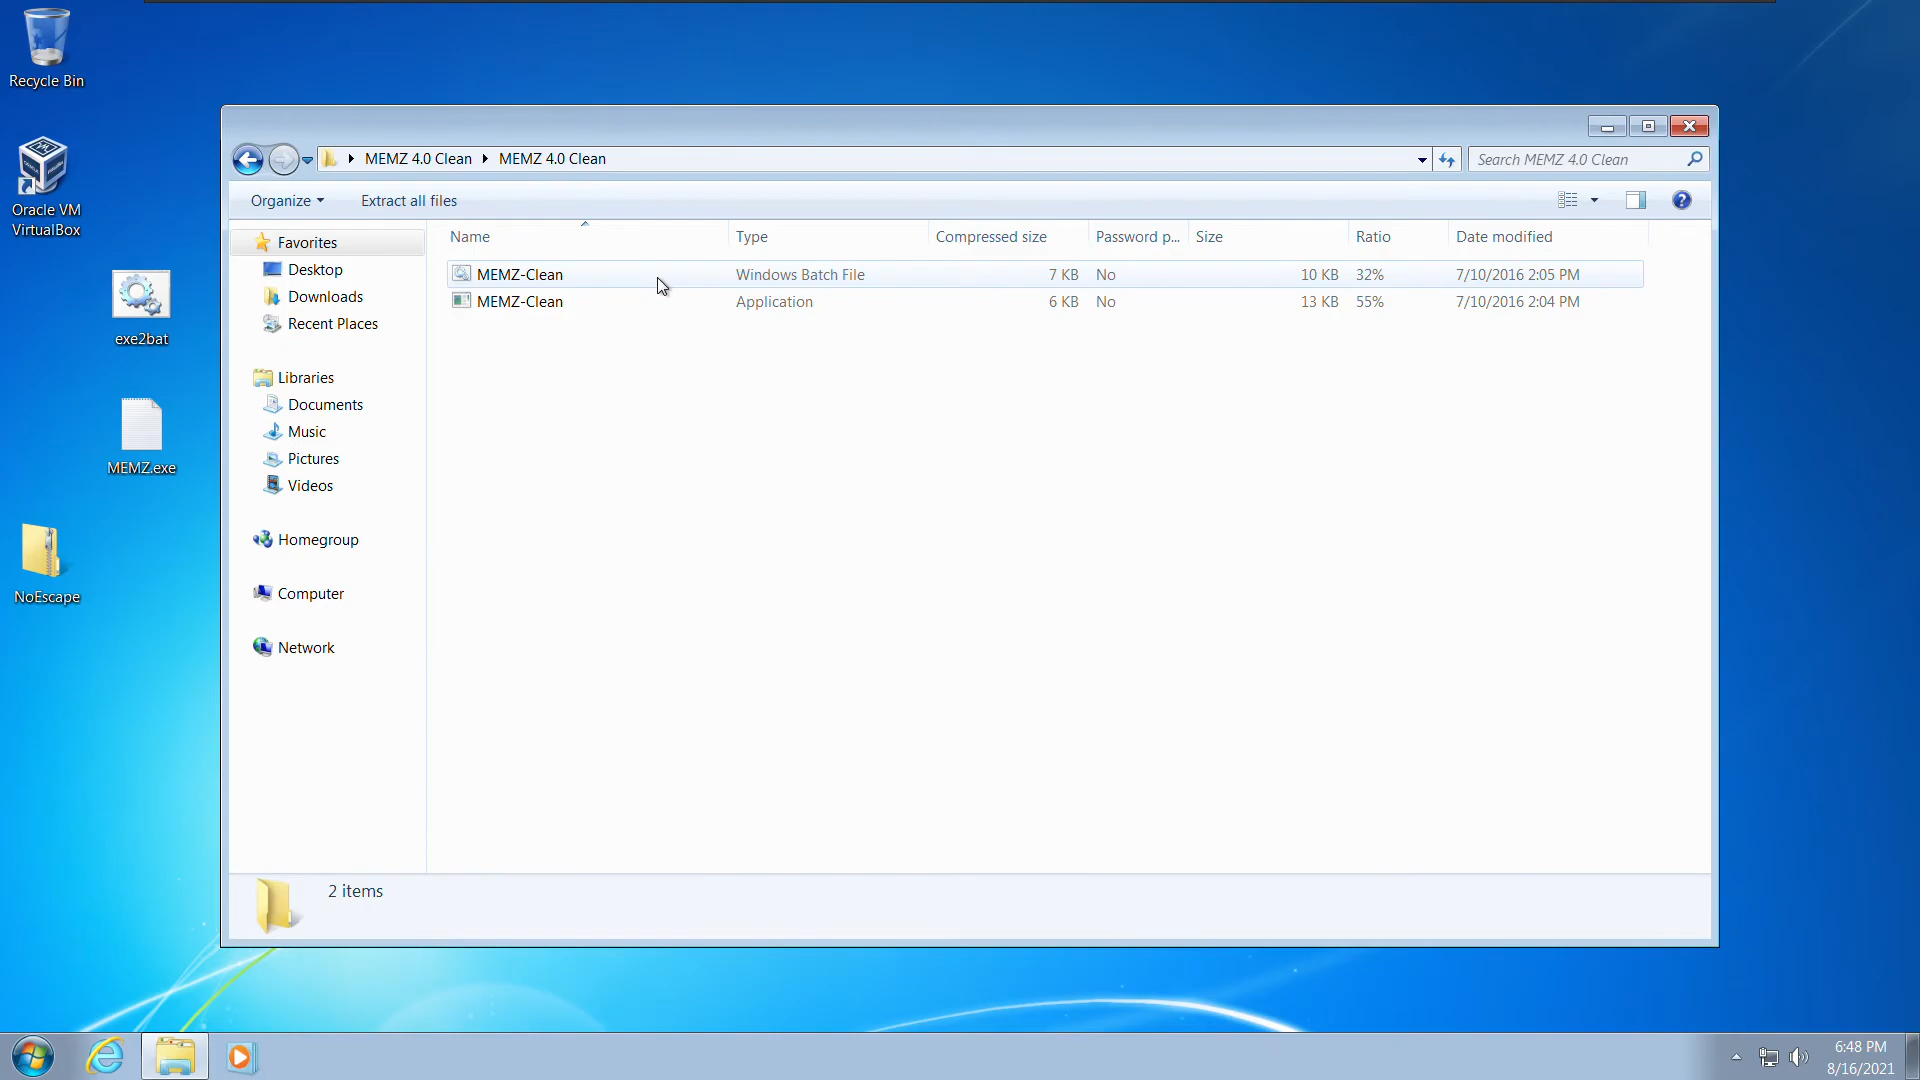 Recycle Bin
Oracle VM
VirtualBox
exe2bat
MEMZ.exe
NoEscape
MEMZ 4.0 Clean MEMZ 4.0 Clean
Search MEMZ 4.0 Clean
Organize Extract all files
Favorites
Desktop
Downloads
Recent Places
Libraries
Documents
Music
Pictures
Videos
Homegroup
Computer
Network
Name Type Compressed size Password p... Size Ratio Date modified
MEMZ-Clean Windows Batch File 7 KB No 10 KB 32% 7/10/2016 2:05 PM
MEMZ-Clean Application 6 KB No 13 KB 55% 7/10/2016 2:04 PM
2 items
6:48 PM
8/16/2021